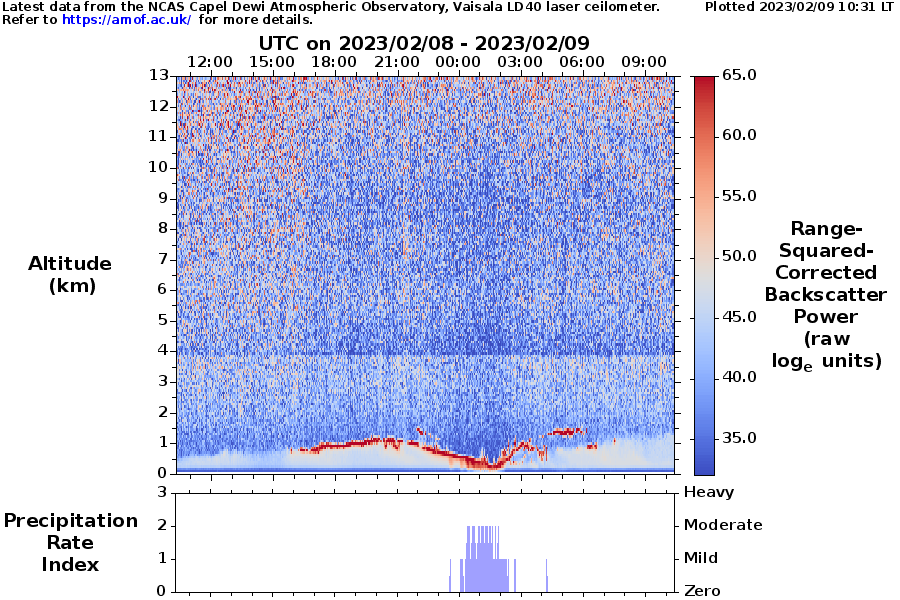 Latest data from the NCAS Capel Dewi Atmospheric Observatory, Vaisala LD40 laser ceilometer.
Plotted 2023/02/09 10:31 LT
Refer to https://amof.ac.uk/ for more details.
UTC on 2023/02/08 - 2023/02/09
12:00 15:00 18:00 21:00 00:00 03:00 06:00 09:00
13
12
11
10
9
8
7
6
5
4
3
2
1
0
Altitude
(km)
65.0
60.0
55.0
50.0
45.0
40.0
35.0
Range-
Squared-
Corrected
Backscatter
Power
(raw
logₑ units)
Precipitation
Rate
Index
3
2
1
0
Heavy
Moderate
Mild
Zero